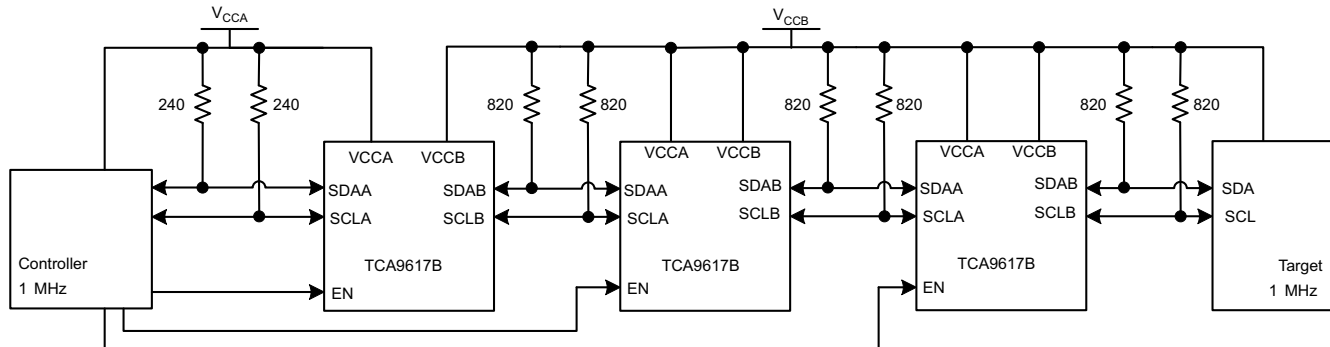 VCCA
VCCB
240
240
820
820
820
820
820
820
VCCA VCCB
VCCA VCCB
VCCA VCCB
SDAA SDAB
SCLA SCLB
SDAA SDAB
SCLA SCLB
SDAA SDAB
SCLA SCLB
SDA
SCL
Controller
1 MHz
TCA9617B
EN
TCA9617B
EN
TCA9617B
EN
Target
1 MHz